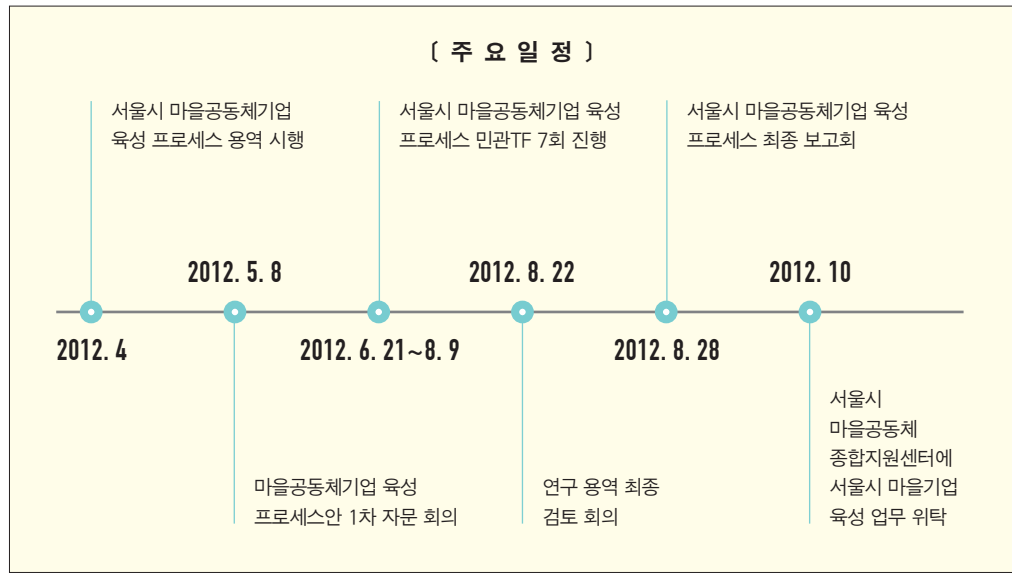 〔 주 요 일 정 〕
서울시 마을공동체기업
육성 프로세스 용역 시행
서울시 마을공동체기업 육성
프로세스 민관TF 7회 진행
서울시 마을공동체기업 육성
프로세스 최종 보고회
2012. 5. 8
2012. 8. 22
2012. 10
2012. 4
2012. 6. 21~8. 9
2012. 8. 28
마을공동체기업 육성
프로세스안 1차 자문 회의
연구 용역 최종
검토 회의
서울시
마을공동체
종합지원센터에
서울시 마을기업
육성 업무 위탁